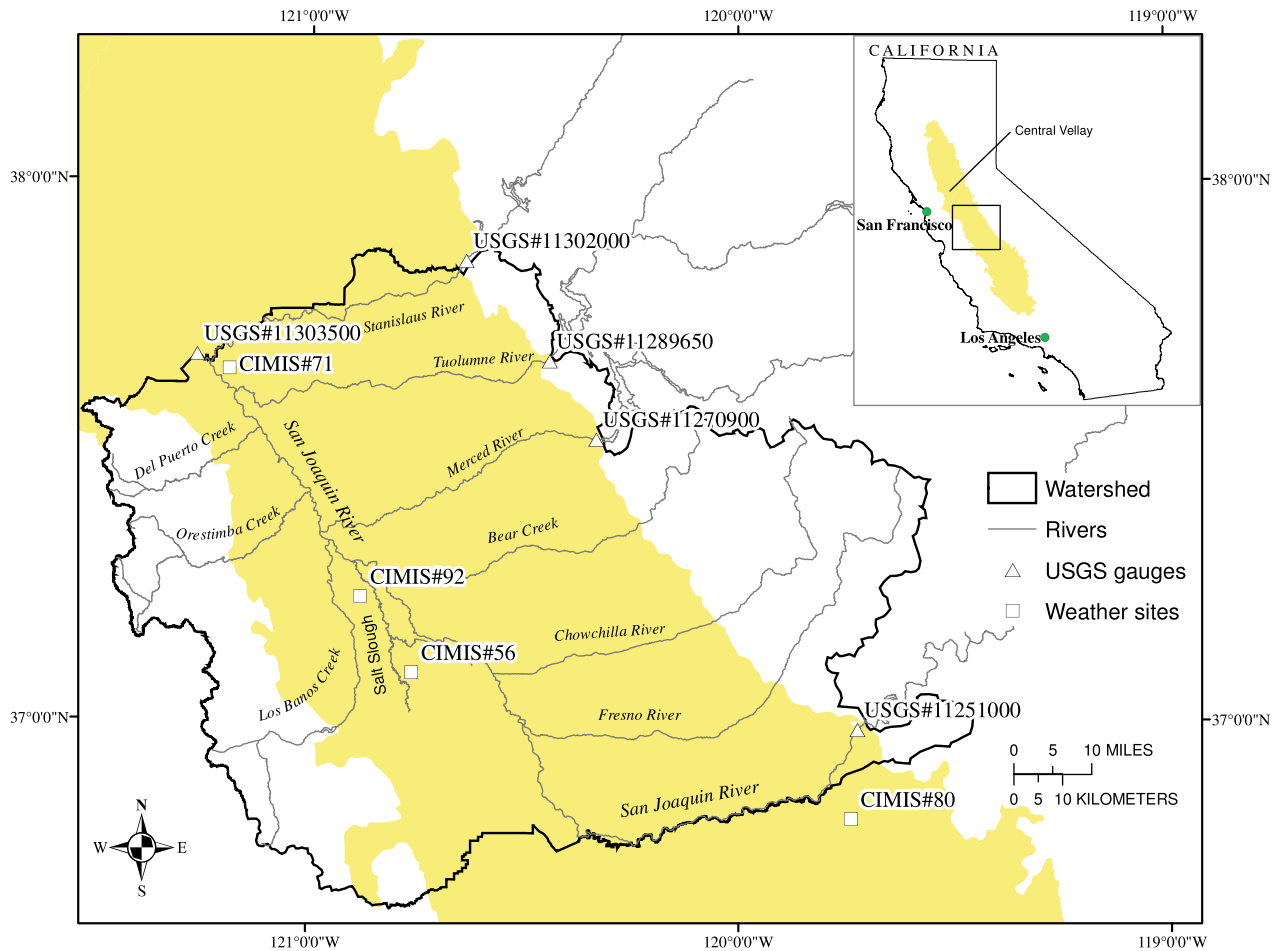 121°0'0"W
120°0'0"W
119°0'0"W
CALIFORNIA
Central Vellay
San Francisco
Los Angeles
38°0'0"N
38°0'0"N
USGS#11302000
Stanislaus River
USGS#11303500
USGS#11289650
CIMIS#71
Tuolumne River
USGS#11270900
San Joaquin River
Del Puerto Creek
Merced River
Orestimba Creek
Bear Creek
Watershed
Rivers
USGS gauges
Weather sites
CIMIS#92
Chowchilla River
Salt Slough
CIMIS#56
Los Banos Creek
Fresno River
USGS#11251000
37°0'0"N
37°0'0"N
0 5 10 MILES
0 5 10 KILOMETERS
San Joaquin River
CIMIS#80
N
W E
S
121°0'0"W
120°0'0"W
119°0'0"W